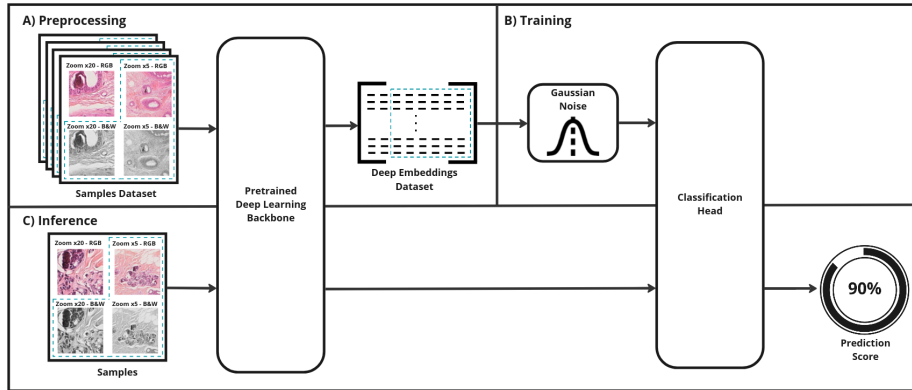 A) Preprocessing
Zoom x20 - RGB
Zoom x5 - RGB
Zoom x20 - B&W
Zoom x5 - B&W
Samples Dataset
Pretrained
Deep Learning
Backbone
Deep Embeddings
Dataset
B) Training
Gaussian
Noise
Classification
Head
C) Inference
Zoom x20 - RGB
Zoom x5 - RGB
Zoom x20 - B&W
Zoom x5 - B&W
Samples
90%
Prediction
Score